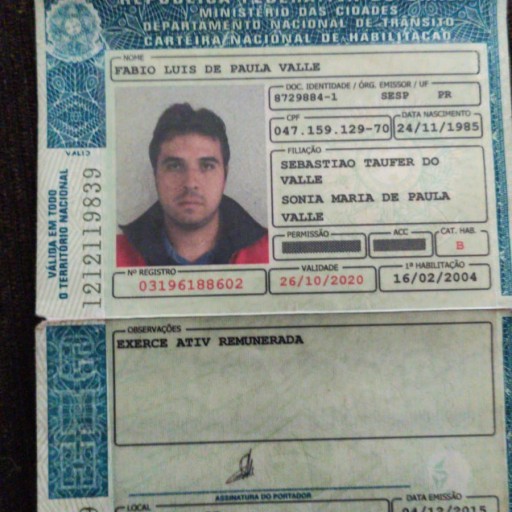 MINISTÉRIO DAS CIDADES
DEPARTAMENTO NACIONAL DE TRÂNSITO
CARTEIRA NACIONAL DE HABILITAÇÃO
NOME
FABIO LUIS DE PAULA VALLE
DOC. IDENTIDADE / ÓRG. EMISSOR / UF
8729884-1 SESP PR
CPF DATA NASCIMENTO
047.159.129-70 24/11/1985
FILIAÇÃO
SEBASTIAO TAUFER DO
VALLE
SONIA MARIA DE PAULA
VALLE
PERMISSÃO ACC CAT. HAB.
B
Nº REGISTRO VALIDADE 1ª HABILITAÇÃO
03196188602 26/10/2020 16/02/2004
VÁLIDA EM TODO
O TERRITÓRIO NACIONAL
1212119839
OBSERVAÇÕES
EXERCE ATIV REMUNERADA
ASSINATURA DO PORTADOR
LOCAL DATA EMISSÃO
04/12/2015